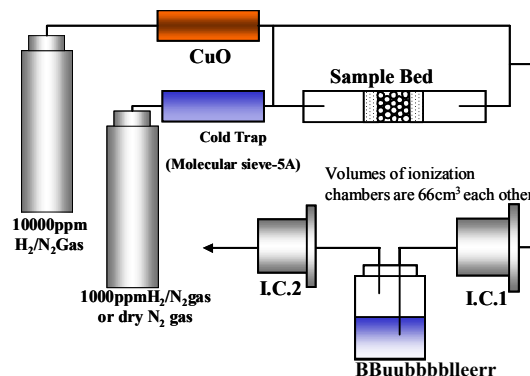 CuO
Sample Bed
Cold Trap
(Molecular sieve-5A)
Volumes of ionization
chambers are 66cm³ each other
10000ppm
H₂/N₂Gas
1000ppmH₂/N₂gas
or dry N₂ gas
I.C.2
I.C.1
BBuubbbbblleerr